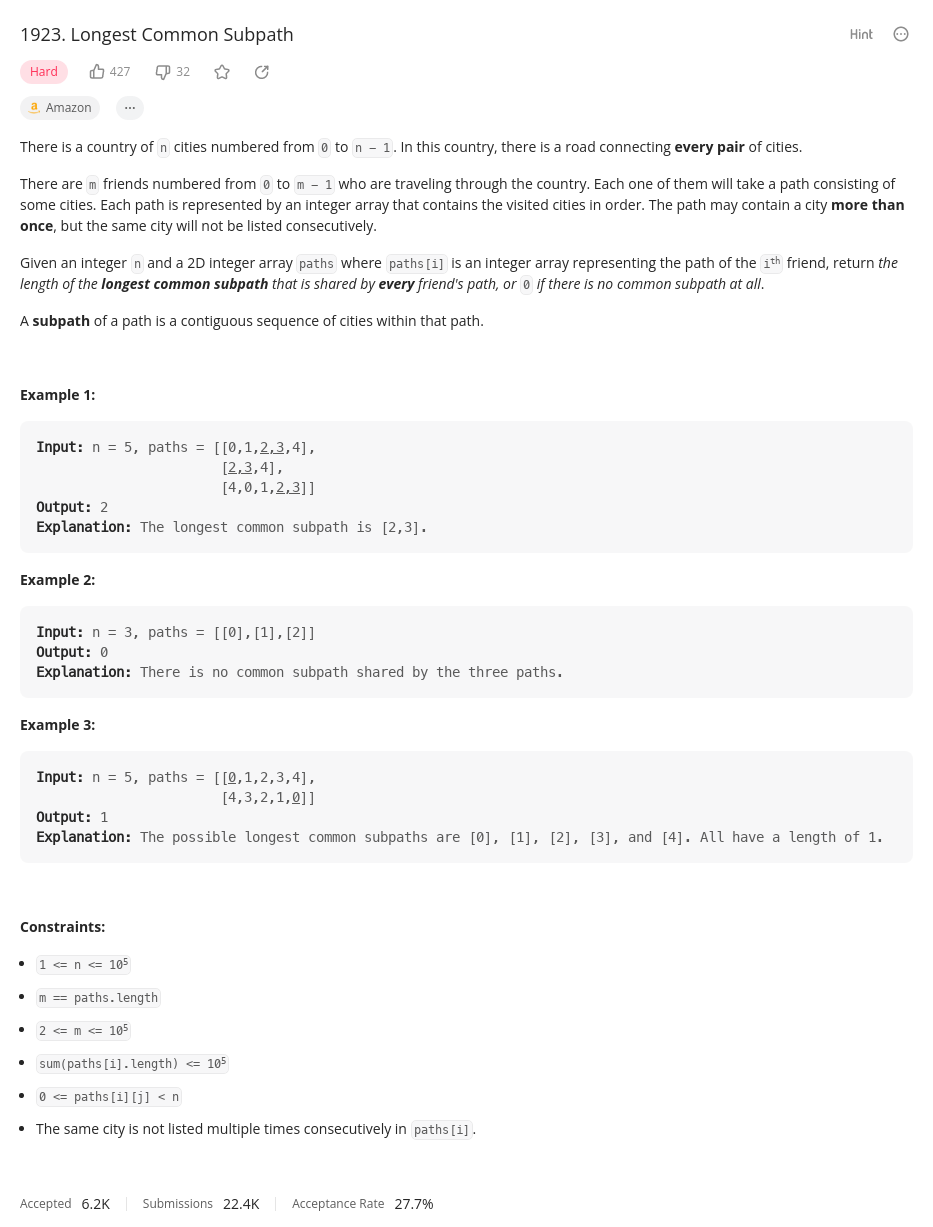 1923. Longest Common Subpath
Hint
Hard 427 32
Amazon ...
There is a country of n cities numbered from 0 to n - 1. In this country, there is a road connecting every pair of cities.
There are m friends numbered from 0 to m - 1 who are traveling through the country. Each one of them will take a path consisting of
some cities. Each path is represented by an integer array that contains the visited cities in order. The path may contain a city more than
once, but the same city will not be listed consecutively.
Given an integer n and a 2D integer array paths where paths[i] is an integer array representing the path of the iᵗʰ friend, return the
length of the longest common subpath that is shared by every friend's path, or 0 if there is no common subpath at all.
A subpath of a path is a contiguous sequence of cities within that path.
Example 1:
Input: n = 5, paths = [[0,1,2,3,4],
[2,3,4],
[4,0,1,2,3]]
Output: 2
Explanation: The longest common subpath is [2,3].
Example 2:
Input: n = 3, paths = [[0],[1],[2]]
Output: 0
Explanation: There is no common subpath shared by the three paths.
Example 3:
Input: n = 5, paths = [[0,1,2,3,4],
[4,3,2,1,0]]
Output: 1
Explanation: The possible longest common subpaths are [0], [1], [2], [3], and [4]. All have a length of 1.
Constraints:
• 1 <= n <= 10⁵
• m == paths.length
• 2 <= m <= 10⁵
• sum(paths[i].length) <= 10⁵
• 0 <= paths[i][j] < n
• The same city is not listed multiple times consecutively in paths[i].
Accepted 6.2K Submissions 22.4K Acceptance Rate 27.7%